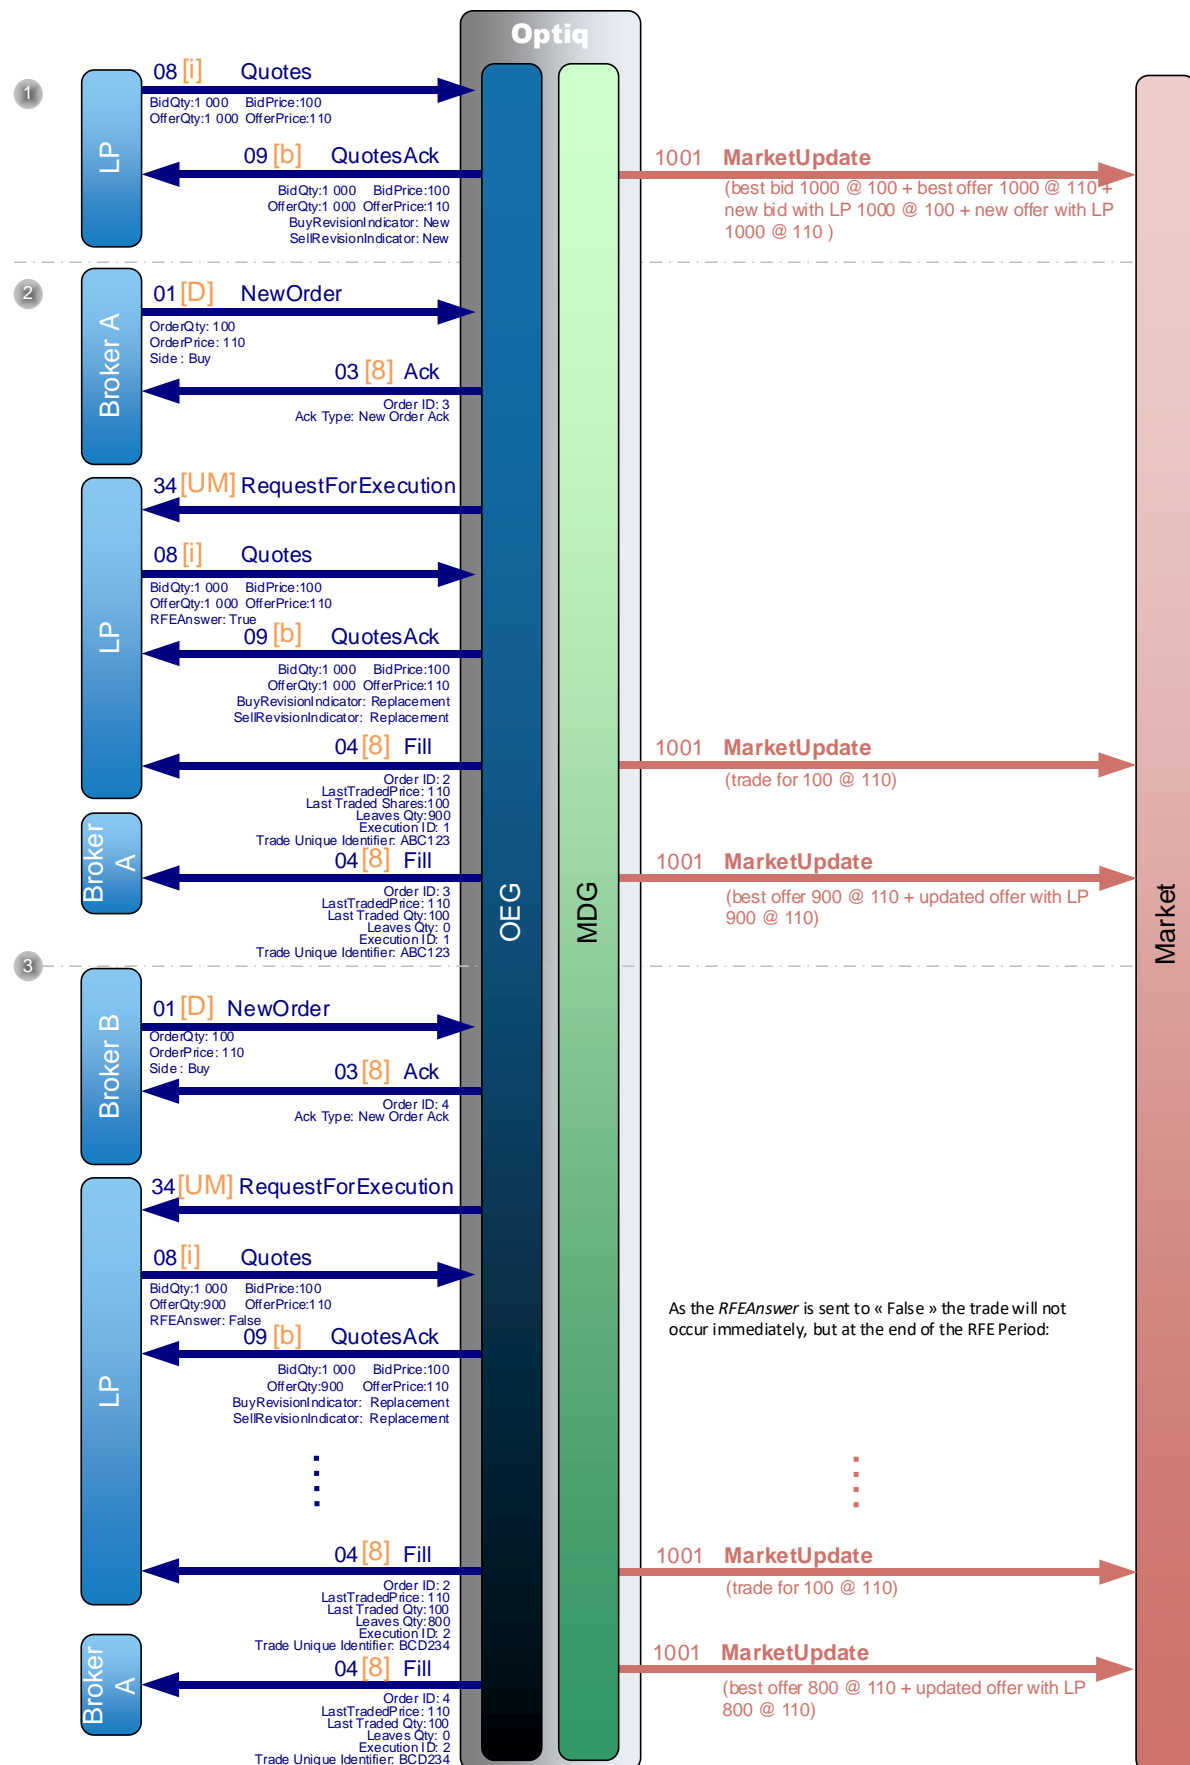 Optiq
1
LP
08 [i] Quotes
BidQty:1 000 BidPrice:100
OfferQty:1 000 OfferPrice:110
09 [b] QuotesAck
BidQty:1 000 BidPrice:100
OfferQty:1 000 OfferPrice:110
BuyRevisionIndicator: New
SellRevisionIndicator: New
1001 MarketUpdate
(best bid 1000 @ 100 + best offer 1000 @ 110 +
new bid with LP 1000 @ 100 + new offer with LP
1000 @ 110 )
2
Broker A
01 [D] NewOrder
OrderQty: 100
OrderPrice: 110
Side : Buy
03 [8] Ack
Order ID: 3
Ack Type: New Order Ack
LP
34 [UM] RequestForExecution
08 [i] Quotes
BidQty:1 000 BidPrice:100
OfferQty:1 000 OfferPrice:110
RFEAnswer: True
09 [b] QuotesAck
BidQty:1 000 BidPrice:100
OfferQty:1 000 OfferPrice:110
BuyRevisionIndicator: Replacement
SellRevisionIndicator: Replacement
04 [8] Fill
Order ID: 2
LastTradedPrice: 110
Last Traded Shares:100
Leaves Qty:900
Execution ID: 1
Trade Unique Identifier: ABC123
1001 MarketUpdate
(trade for 100 @ 110)
Broker
A
04 [8] Fill
Order ID: 3
LastTradedPrice: 110
Last Traded Qty:100
Leaves Qty: 0
Execution ID: 1
Trade Unique Identifier: ABC123
1001 MarketUpdate
(best offer 900 @ 110 + updated offer with LP
900 @ 110)
OEG
MDG
Market
3
Broker B
01 [D] NewOrder
OrderQty: 100
OrderPrice: 110
Side : Buy
03 [8] Ack
Order ID: 4
Ack Type: New Order Ack
LP
34 [UM] RequestForExecution
08 [i] Quotes
BidQty:1 000 BidPrice:100
OfferQty:900 OfferPrice:110
RFEAnswer: False
09 [b] QuotesAck
BidQty:1 000 BidPrice:100
OfferQty:900 OfferPrice:110
BuyRevisionIndicator: Replacement
SellRevisionIndicator: Replacement
As the RFEAnswer is sent to « False » the trade will not
occur immediately, but at the end of the RFE Period:
04 [8] Fill
Order ID: 2
LastTradedPrice: 110
Last Traded Qty:100
Leaves Qty:800
Execution ID: 2
Trade Unique Identifier: BCD234
1001 MarketUpdate
(trade for 100 @ 110)
Broker
A
04 [8] Fill
Order ID: 4
LastTradedPrice: 110
Last Traded Qty:100
Leaves Qty: 0
Execution ID: 2
Trade Unique Identifier: BCD234
1001 MarketUpdate
(best offer 800 @ 110 + updated offer with LP
800 @ 110)